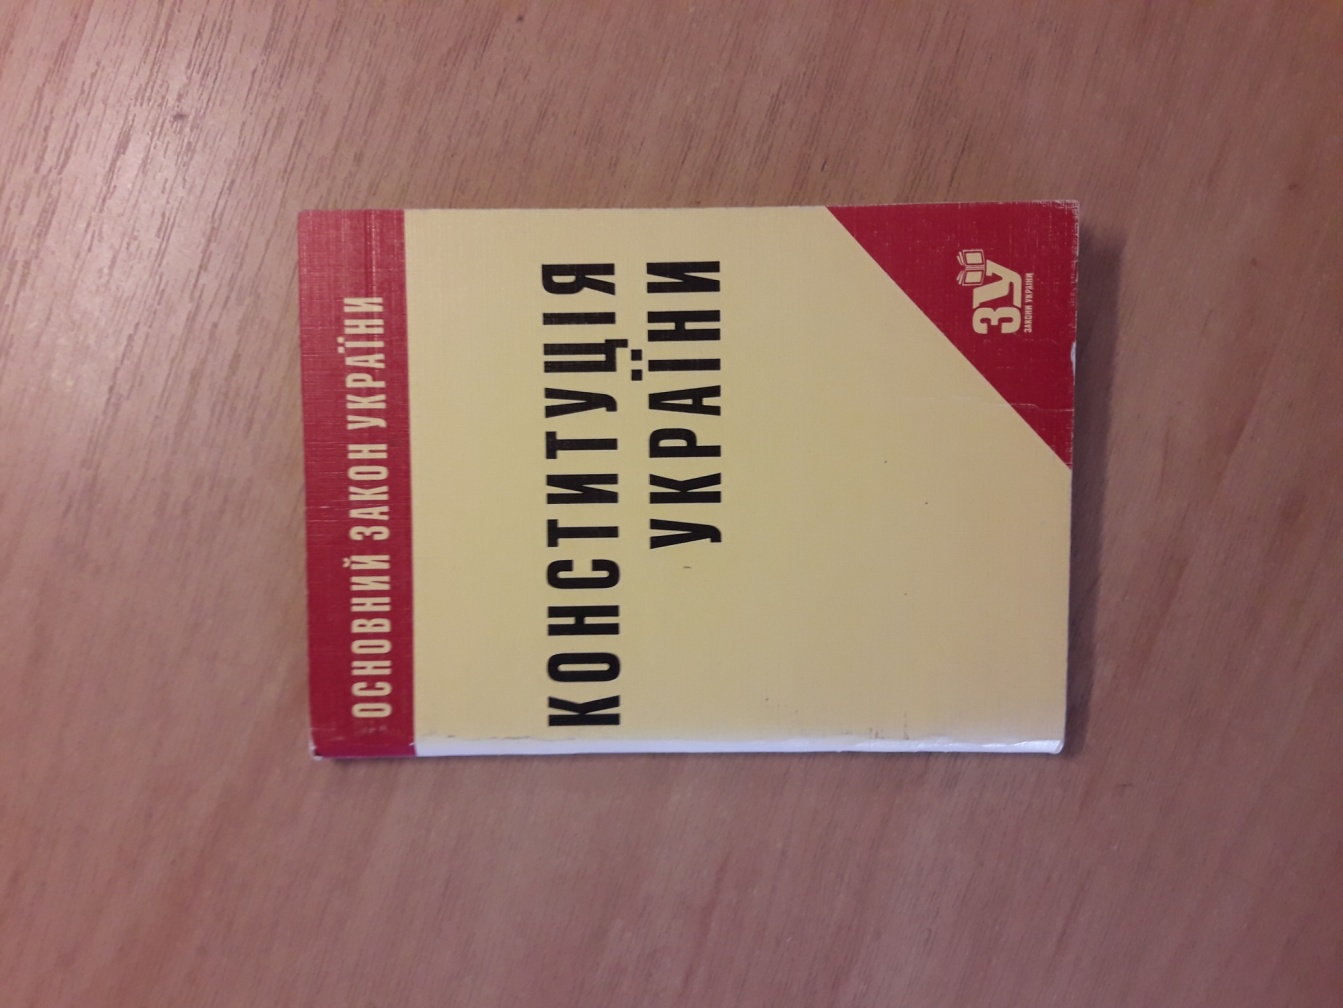 ОСНОВНИЙ ЗАКОН УКРАЇНИ
КОНСТИТУЦІЯ
УКРАЇНИ
ЗУ
ЗАКОНИ УКРАЇНИ